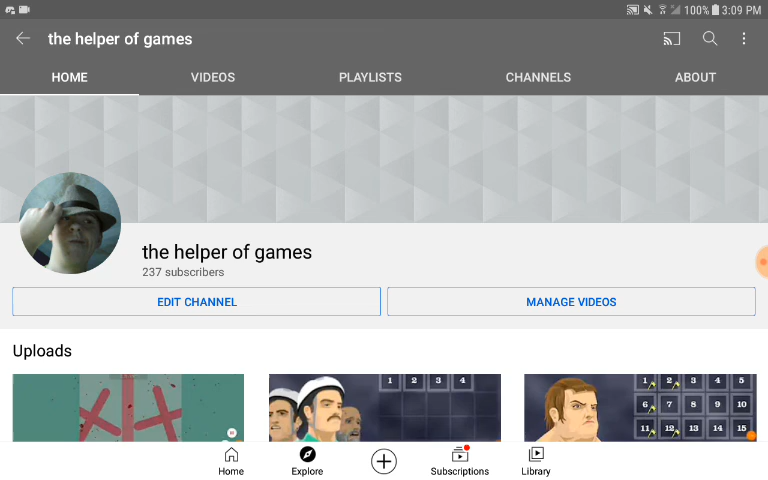 100% 3:09 PM
the helper of games
HOME VIDEOS PLAYLISTS CHANNELS ABOUT
the helper of games
237 subscribers
EDIT CHANNEL MANAGE VIDEOS
Uploads
1 2 3 4
1 2 3 4 5
6 7 8 9 10
11 12 13 14 15
Home Explore Subscriptions Library